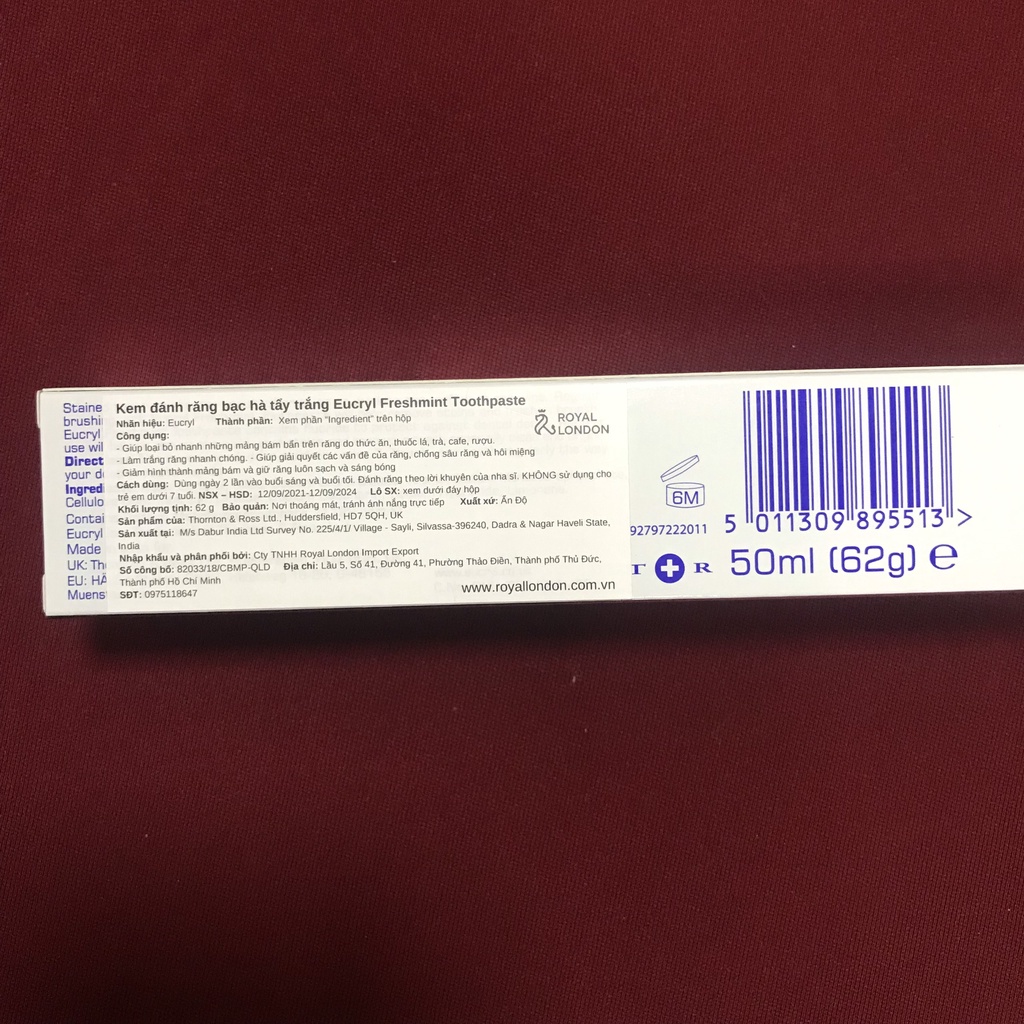 Staine
brushi
Eucryl
use wil
Direct
your d
Ingred
Cellulo
Contai
Eucryl
Made
UK: Th
EU: HA
Muens
Kem đánh răng bạc hà tẩy trắng Eucryl Freshmint Toothpaste
Nhãn hiệu: Eucryl Thành phần: Xem phần "Ingredient" trên hộp
Công dụng:
- Giúp loại bỏ nhanh những mảng bám bẩn trên răng do thức ăn, thuốc lá, trà, cafe, rượu.
- Làm trắng răng nhanh chóng. - Giúp giải quyết các vấn đề của răng, chống sâu răng và hôi miệng
- Giảm hình thành mảng bám và giữ răng luôn sạch và sáng bóng
Cách dùng: Dùng ngày 2 lần vào buổi sáng và buổi tối. Đánh răng theo lời khuyên của nha sĩ. KHÔNG sử dụng cho
trẻ em dưới 7 tuổi. NSX – HSD: 12/09/2021-12/09/2024 Lô SX: xem dưới đáy hộp
Khối lượng tịnh: 62 g Bảo quản: Nơi thoáng mát, tránh ánh nắng trực tiếp Xuất xứ: Ấn Độ
Sản phẩm của: Thornton & Ross Ltd., Huddersfield, HD7 5QH, UK
Sản xuất tại: M/s Dabur India Ltd Survey No. 225/4/1/ Village - Sayli, Silvassa-396240, Dadra & Nagar Haveli State,
India
Nhập khẩu và phân phối bởi: Cty TNHH Royal London Import Export
Số công bố: 82033/18/CBMP-QLD Địa chỉ: Lầu 5, Số 41, Đường 41, Phường Thảo Điền, Thành phố Thủ Đức,
Thành phố Hồ Chí Minh
SĐT: 0975118647
www.royallondon.com.vn
ROYAL
LONDON
6M
92797222011
5 011309 895513 >
T R 50ml (62g) e